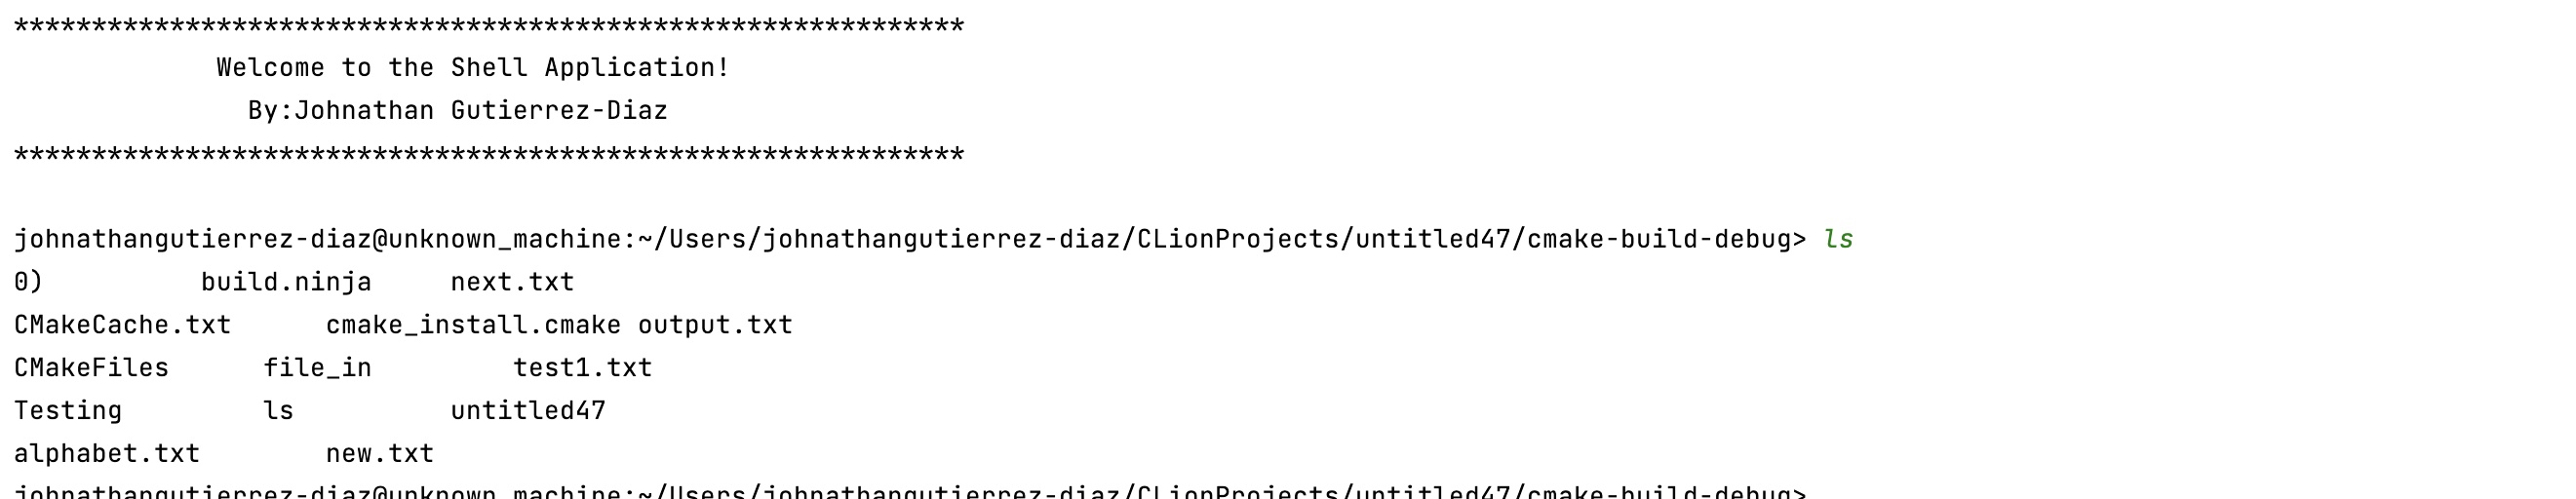 *************************************************************
Welcome to the Shell Application!
By:Johnathan Gutierrez-Diaz
*************************************************************
johnathangutierrez-diaz@unknown_machine:~/Users/johnathangutierrez-diaz/CLionProjects/untitled47/cmake-build-debug> ls
0)          build.ninja     next.txt
CMakeCache.txt      cmake_install.cmake output.txt
CMakeFiles      file_in         test1.txt
Testing         ls          untitled47
alphabet.txt        new.txt
johnathangutierrez-diaz@unknown_machine:~/Users/johnathangutierrez-diaz/CLionProjects/untitled47/cmake-build-debug>